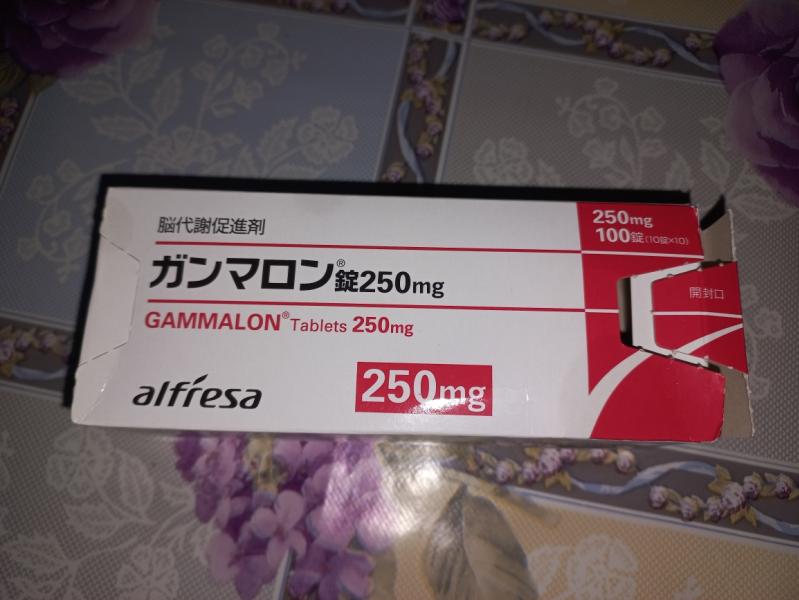 脳代謝促進剤
ガンマロン®錠250mg
GAMMALON® Tablets 250mg
alfresa
250mg
250mg
100錠(10錠×10)
開封口